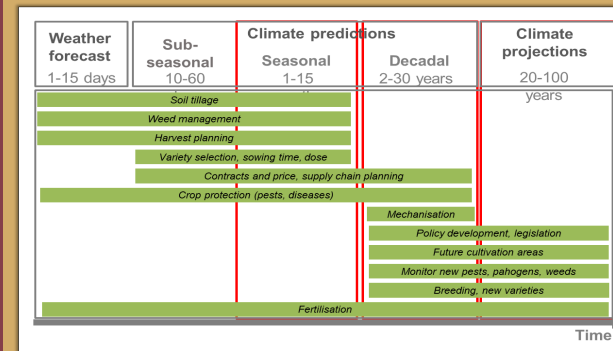 Weather
forecast
1-15 days
Climate predictions
Sub-
seasonal
10-60
Seasonal
1-15
Decadal
2-30 years
Climate
projections
20-100
years
Soil tillage
Weed management
Harvest planning
Variety selection, sowing time, dose
Contracts and price, supply chain planning
Crop protection (pests, diseases)
Mechanisation
Policy development, legislation
Future cultivation areas
Monitor new pests, pahogens, weeds
Breeding, new varieties
Fertilisation
Time